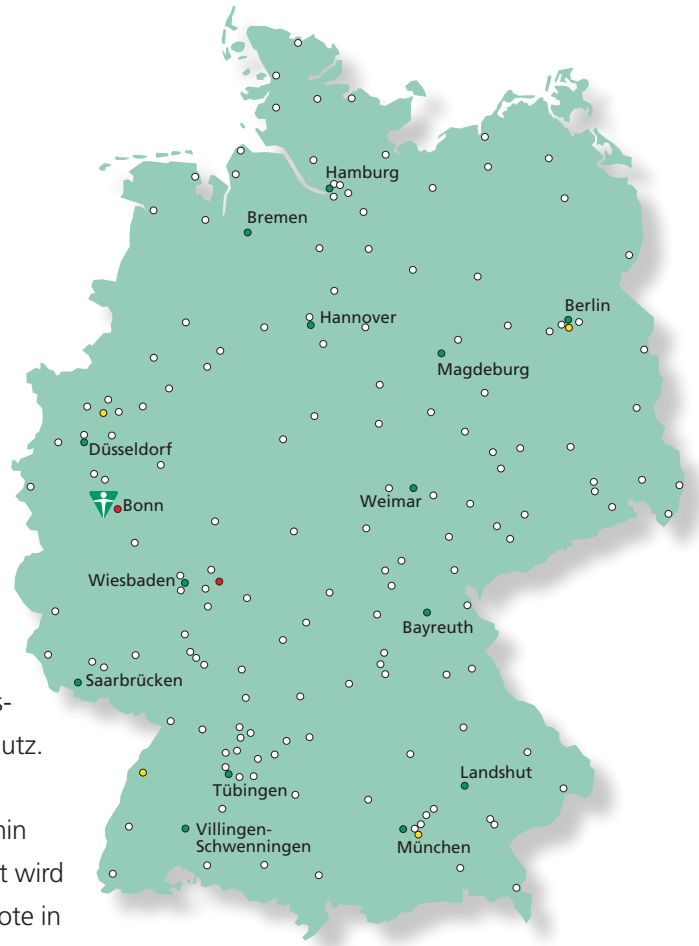 Hamburg
Bremen
Berlin
Hannover
Magdeburg
Düsseldorf
Weimar
Bonn
Wiesbaden
Bayreuth
Saarbrücken
s-
utz.
Landshut
Tübingen
hin
Villingen-
Schwenningen
München
t wird
ote in